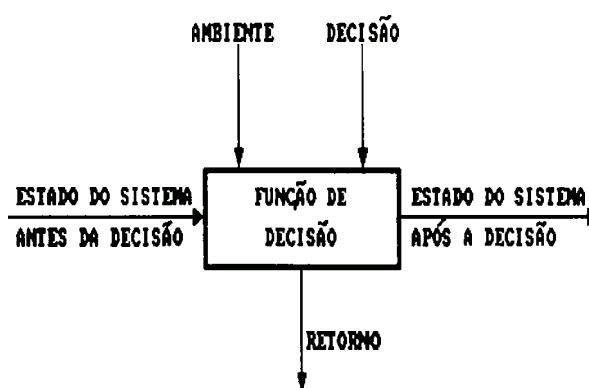 AMBIENTE
DECISÃO
ESTADO DO SISTEMA
ANTES DA DECISÃO
FUNÇÃO DE
DECISÃO
ESTADO DO SISTEMA
APÓS A DECISÃO
RETORNO